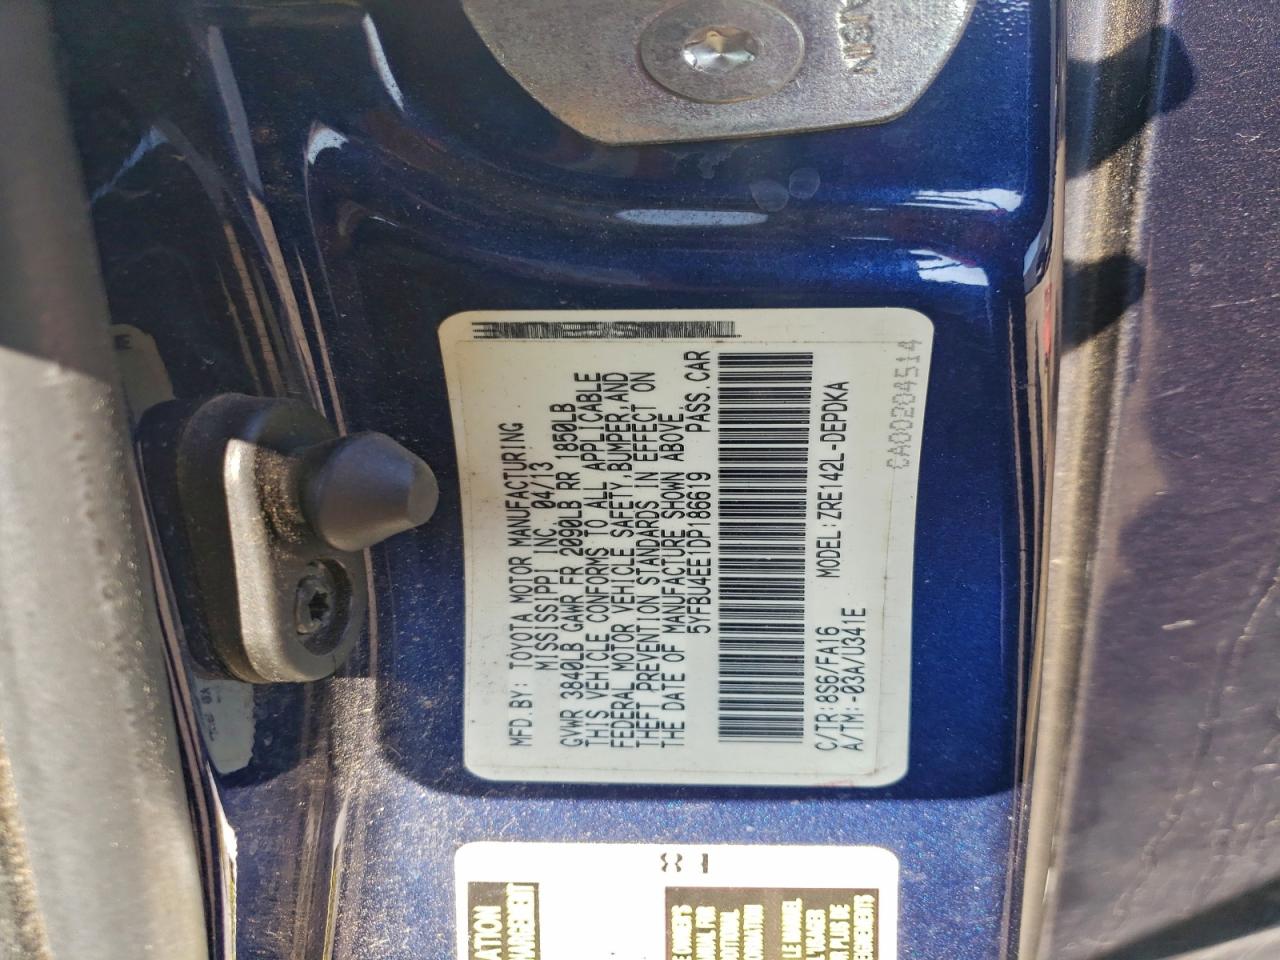 MFD.BY: TOYOTA MOTOR MANUFACTURING
MISSISSIPPI INC. 04/13
GVWR 3840LB GAWR FR 2090LB RR 1850LB
THIS VEHICLE CONFORMS TO ALL APPLICABLE
FEDERAL MOTOR VEHICLE SAFETY, BUMPER, AND
THEFT PREVENTION STANDARDS IN EFFECT ON
THE DATE OF MANUFACTURE SHOWN ABOVE.
5YFBU4EE1DP186619 PASS.CAR
C/TR:8S6/FA16 MODEL:ZRE142L-DEPDKA
A/TM:-03A/U341E
CA00204514